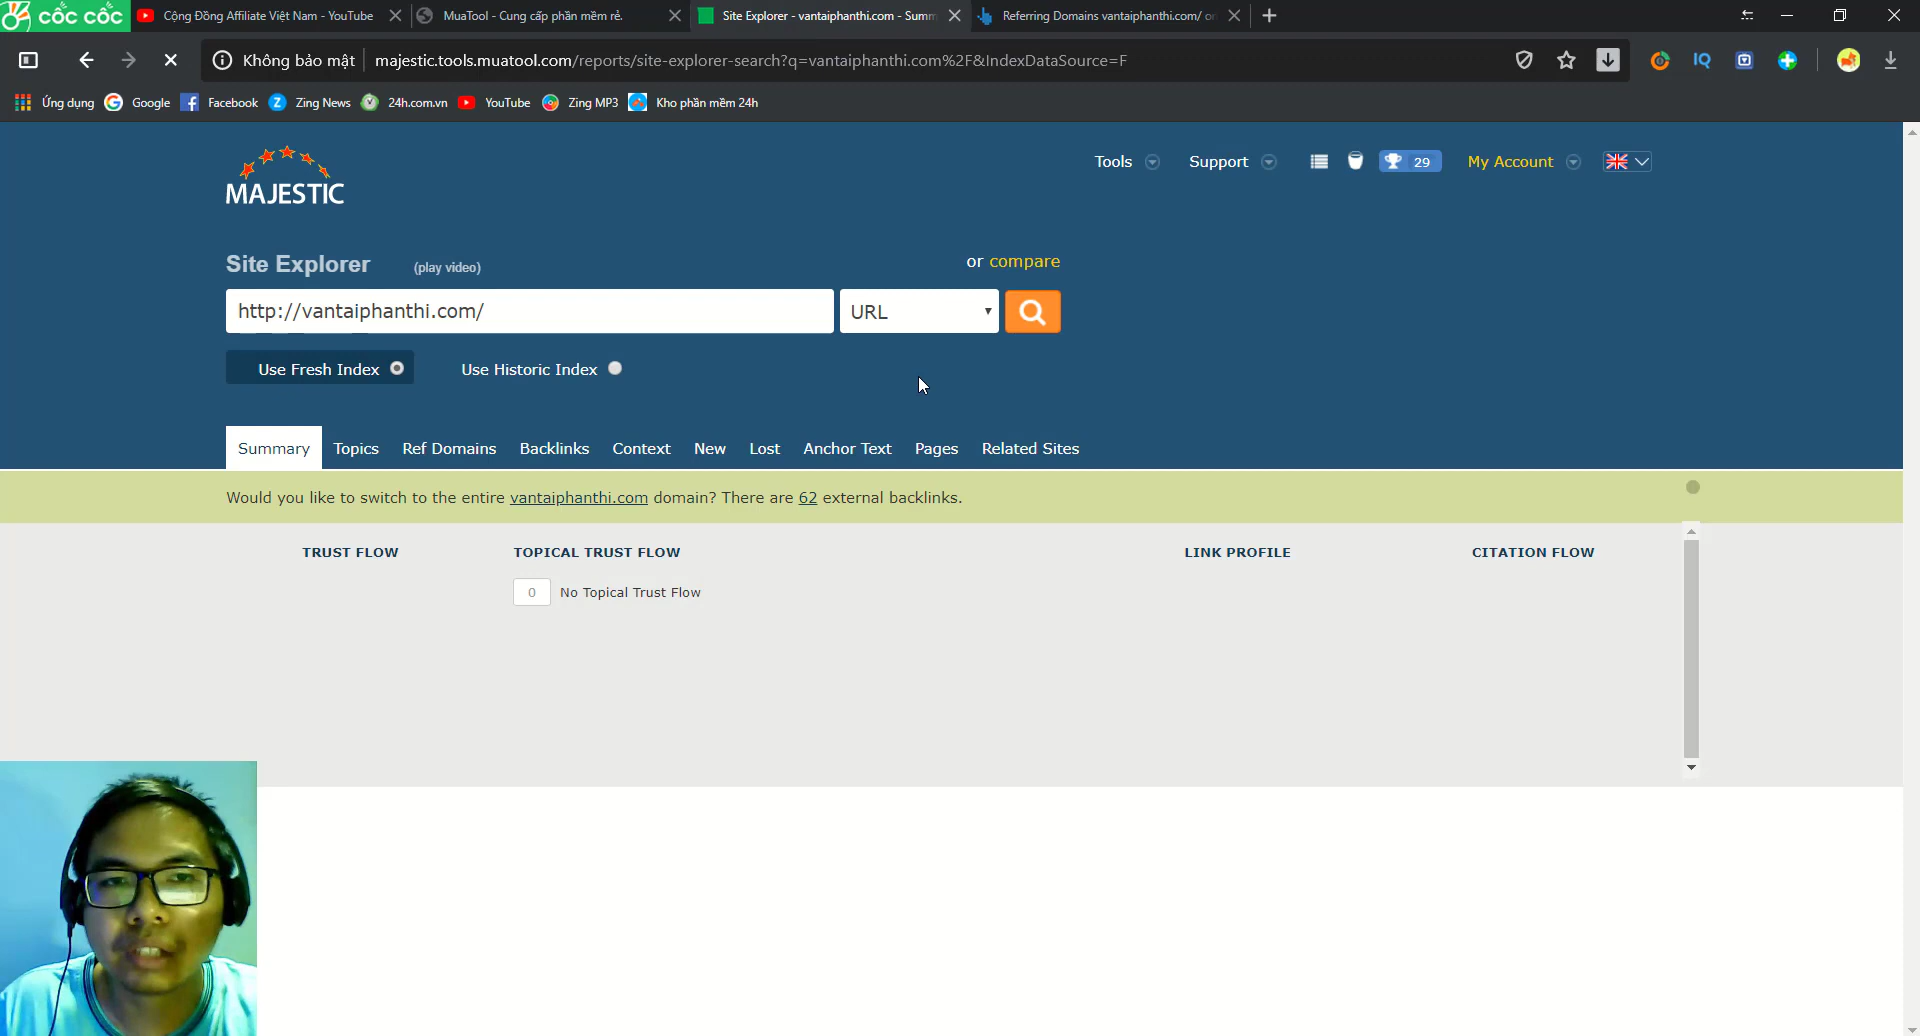 cốc cốc
Cộng Đồng Affiliate Việt Nam - YouTube
MuaTool - Cung cấp phần mềm rẻ.
Site Explorer - vantaiphanthi.com - Summ
Referring Domains vantaiphanthi.com/ on
Không bảo mật
majestic.tools.muatool.com/reports/site-explorer-search?q=vantaiphanthi.com%2F&IndexDataSource=F
IQ
Ứng dụng
Google
Facebook
Zing News
24h.com.vn
YouTube
Zing MP3
Kho phần mềm 24h
MAJESTIC
Tools
Support
29
My Account
Site Explorer
(play video)
or compare
http://vantaiphanthi.com/
URL
Use Fresh Index
Use Historic Index
Summary
Topics
Ref Domains
Backlinks
Context
New
Lost
Anchor Text
Pages
Related Sites
Would you like to switch to the entire vantaiphanthi.com domain? There are 62 external backlinks.
TRUST FLOW
TOPICAL TRUST FLOW
LINK PROFILE
CITATION FLOW
0
No Topical Trust Flow